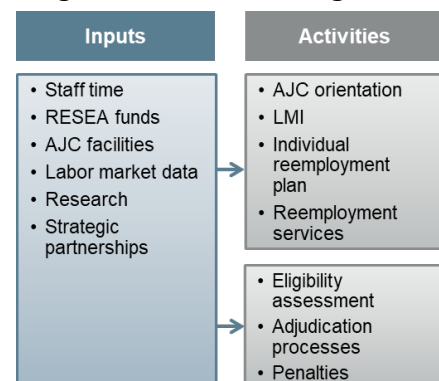 Inputs
• Staff time
• RESEA funds
• AJC facilities
• Labor market data
• Research
• Strategic
partnerships
Activities
• AJC orientation
• LMI
• Individual
reemployment
plan
• Reemployment
services
• Eligibility
assessment
• Adjudication
processes
• Penalties